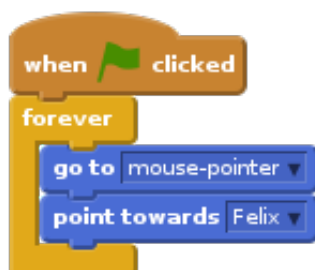 when clicked
forever
go to mouse-pointer
point towards Felix